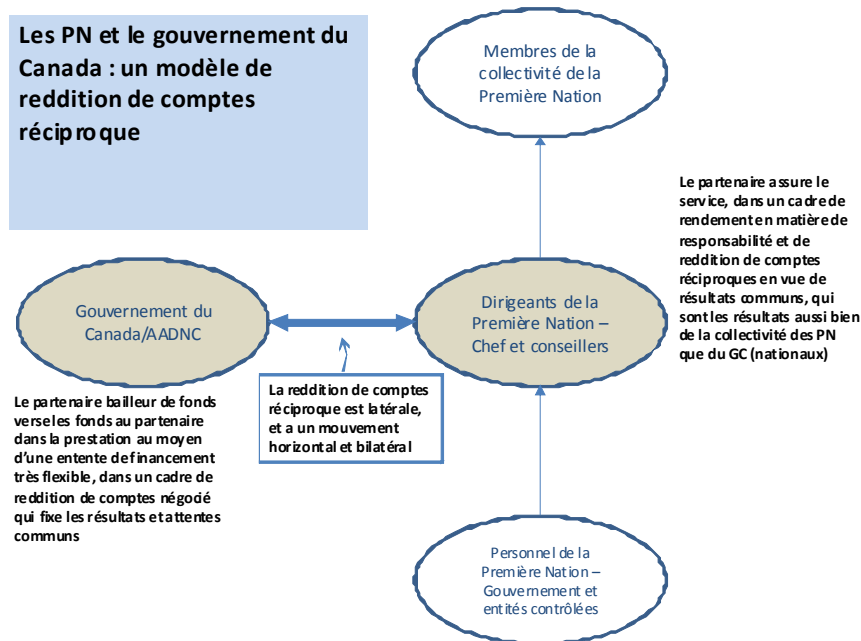 Les PN et le gouvernement du
Canada : un modèle de
reddition de comptes
réciproque
Membres de la
collectivité de la
Première Nation
Le partenaire assure le
service, dans un cadre de
rendement en matière de
responsabilité et de
reddition de comptes
réciproques en vue de
résultats communs, qui
sont les résultats aussi bien
de la collectivité des PN
que du GC (nationaux)
Gouvernement du
Canada/AADNC
Dirigeants de la
Première Nation –
Chef et conseillers
La reddition de comptes
réciproque est latérale,
et a un mouvement
horizontal et bilatéral
Le partenaire bailleur de fonds
verse les fonds au partenaire
dans la prestation au moyen
d'une entente de financement
très flexible, dans un cadre de
reddition de comptes négocié
qui fixe les résultats et attentes
communs
Personnel de la
Première Nation –
Gouvernement et
entités contrôlées